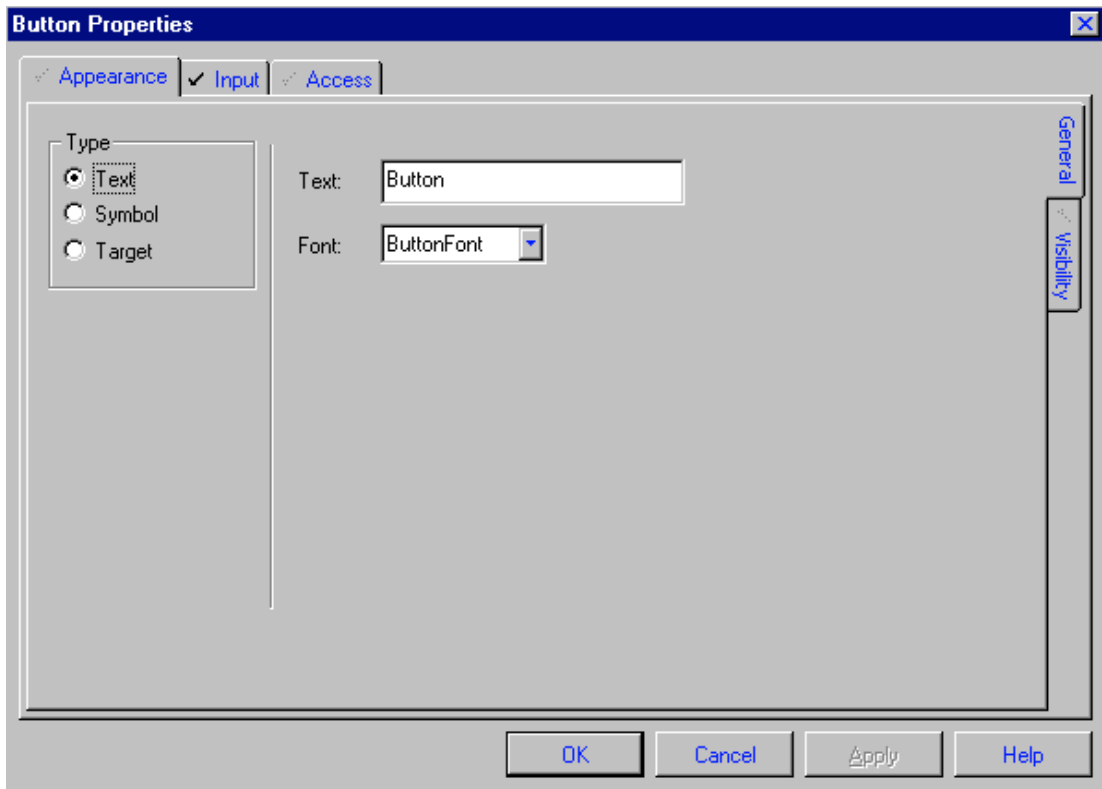 Button Properties
Appearance Input Access
General
Type
Text
Symbol
Target
Text: Button
Font: ButtonFont
Visibility
OK Cancel Apply Help